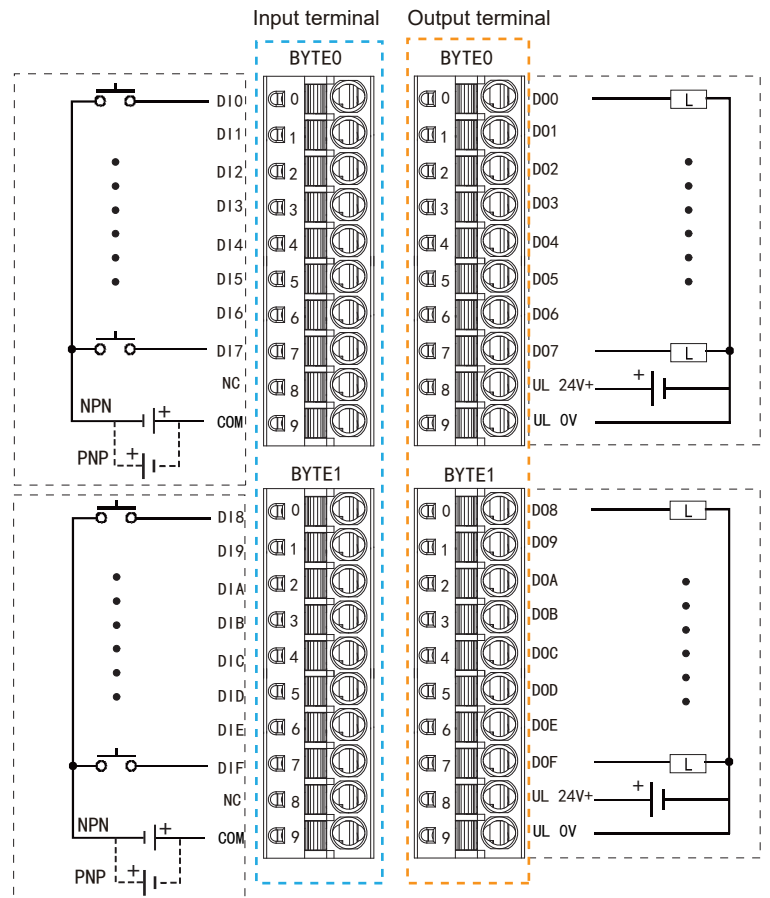 Input terminal Output terminal
BYTE0 BYTE0
DI0 0 0 DO0 L
DI1 1 1 DO1
DI2 2 2 DO2
DI3 3 3 DO3
DI4 4 4 DO4
DI5 5 5 DO5
DI6 6 6 DO6
DI7 7 7 DO7 L
NC 8 8 UL 24V+ +
NPN + COM 9 9 UL 0V
PNP +
BYTE1 BYTE1
DI8 0 0 DO8 L
DI9 1 1 DO9
DIA 2 2 DOA
DIB 3 3 DOB
DIC 4 4 DOC
DID 5 5 DOD
DIE 6 6 DOE
DIF 7 7 DOF L
NC 8 8 UL 24V+ +
NPN + COM 9 9 UL 0V
PNP +